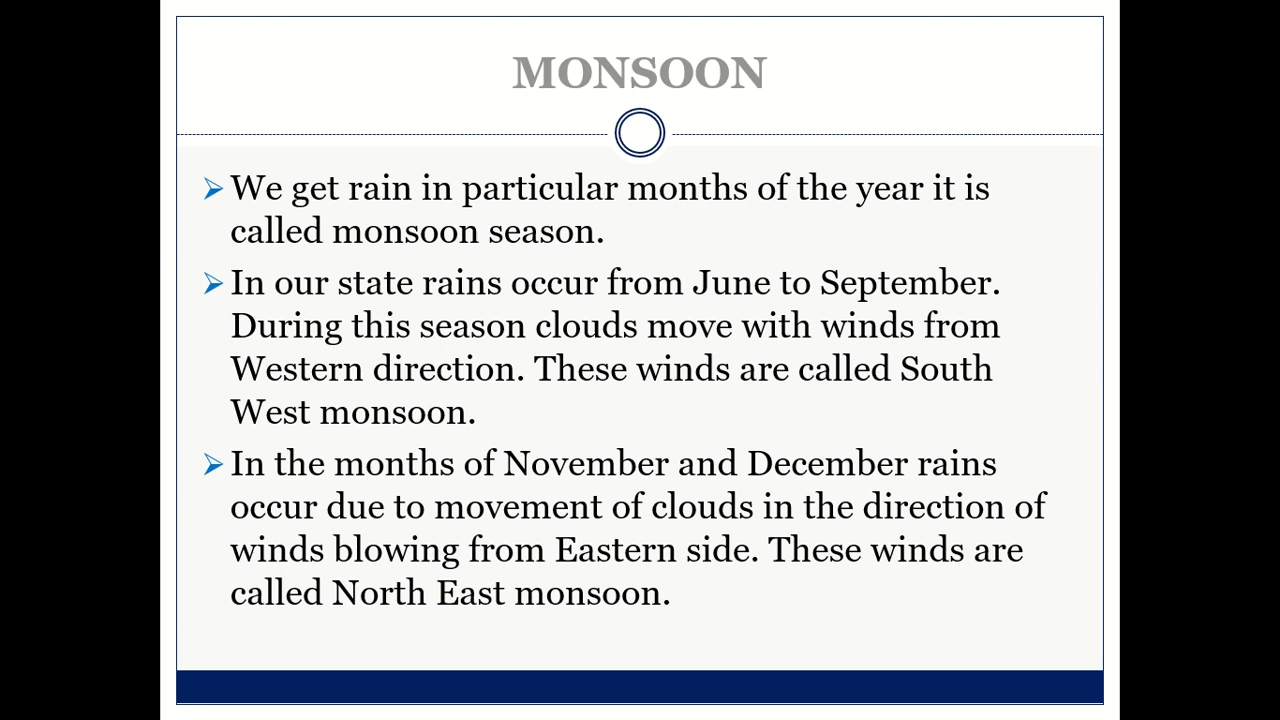 MONSOON
We get rain in particular months of the year it is
called monsoon season.
In our state rains occur from June to September.
During this season clouds move with winds from
Western direction. These winds are called South
West monsoon.
In the months of November and December rains
occur due to movement of clouds in the direction of
winds blowing from Eastern side. These winds are
called North East monsoon.